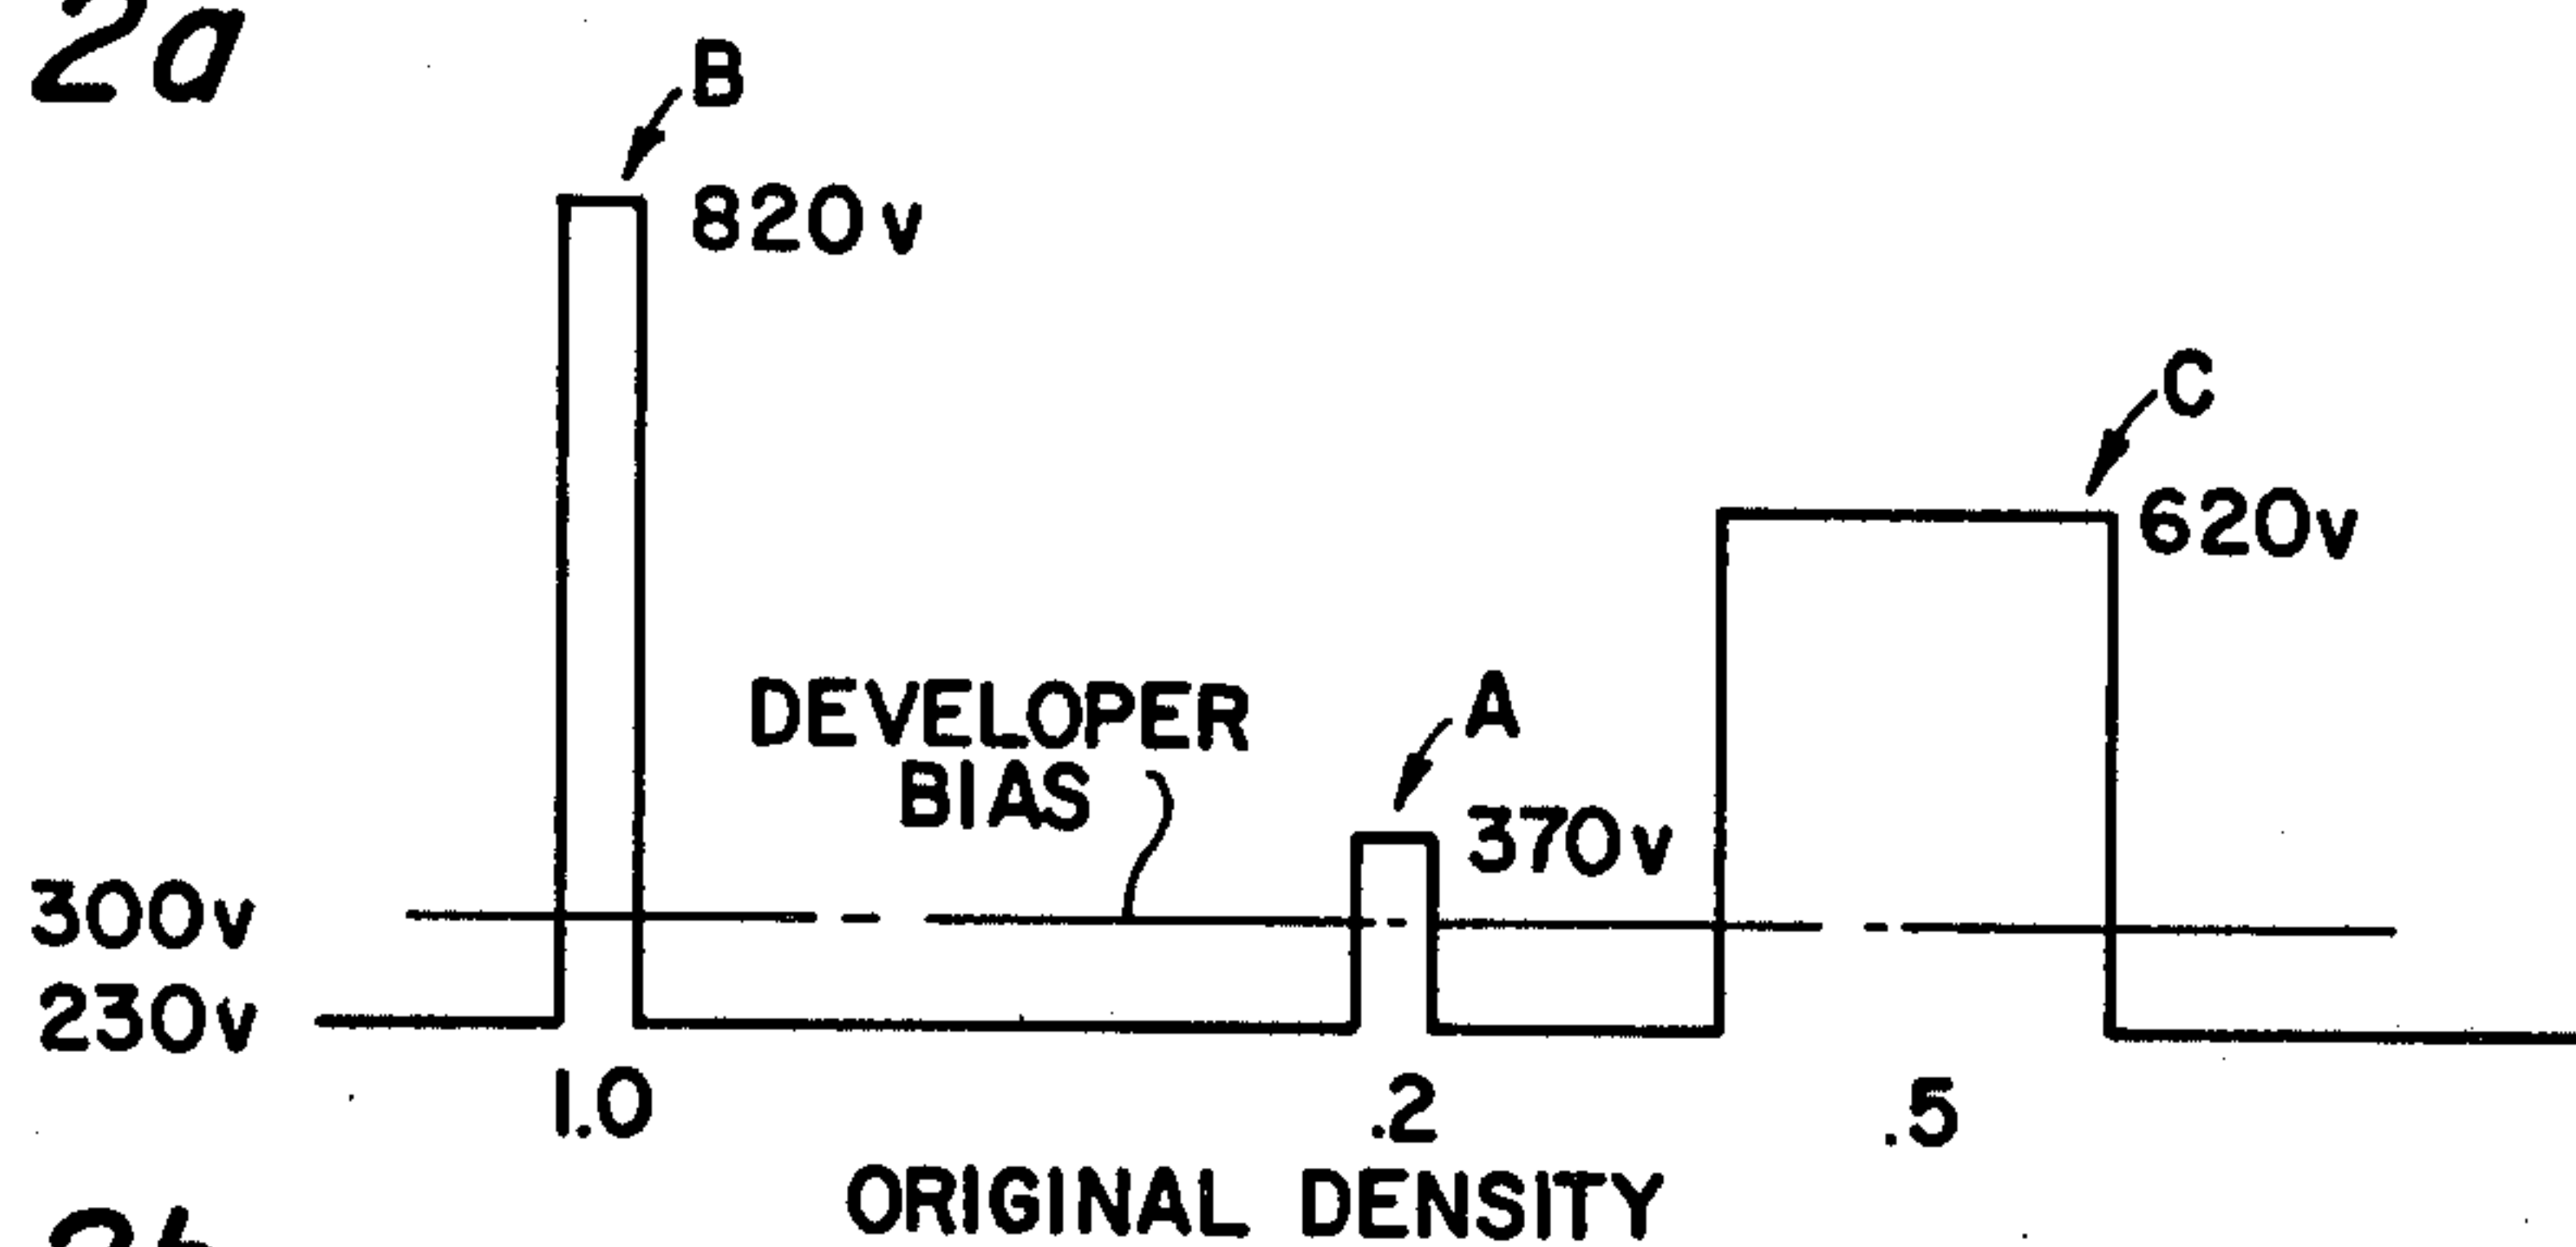 2a
B
820v
C
620v
DEVELOPER
BIAS
A
370v
300v
230v
1.0
.2
.5
ORIGINAL DENSITY